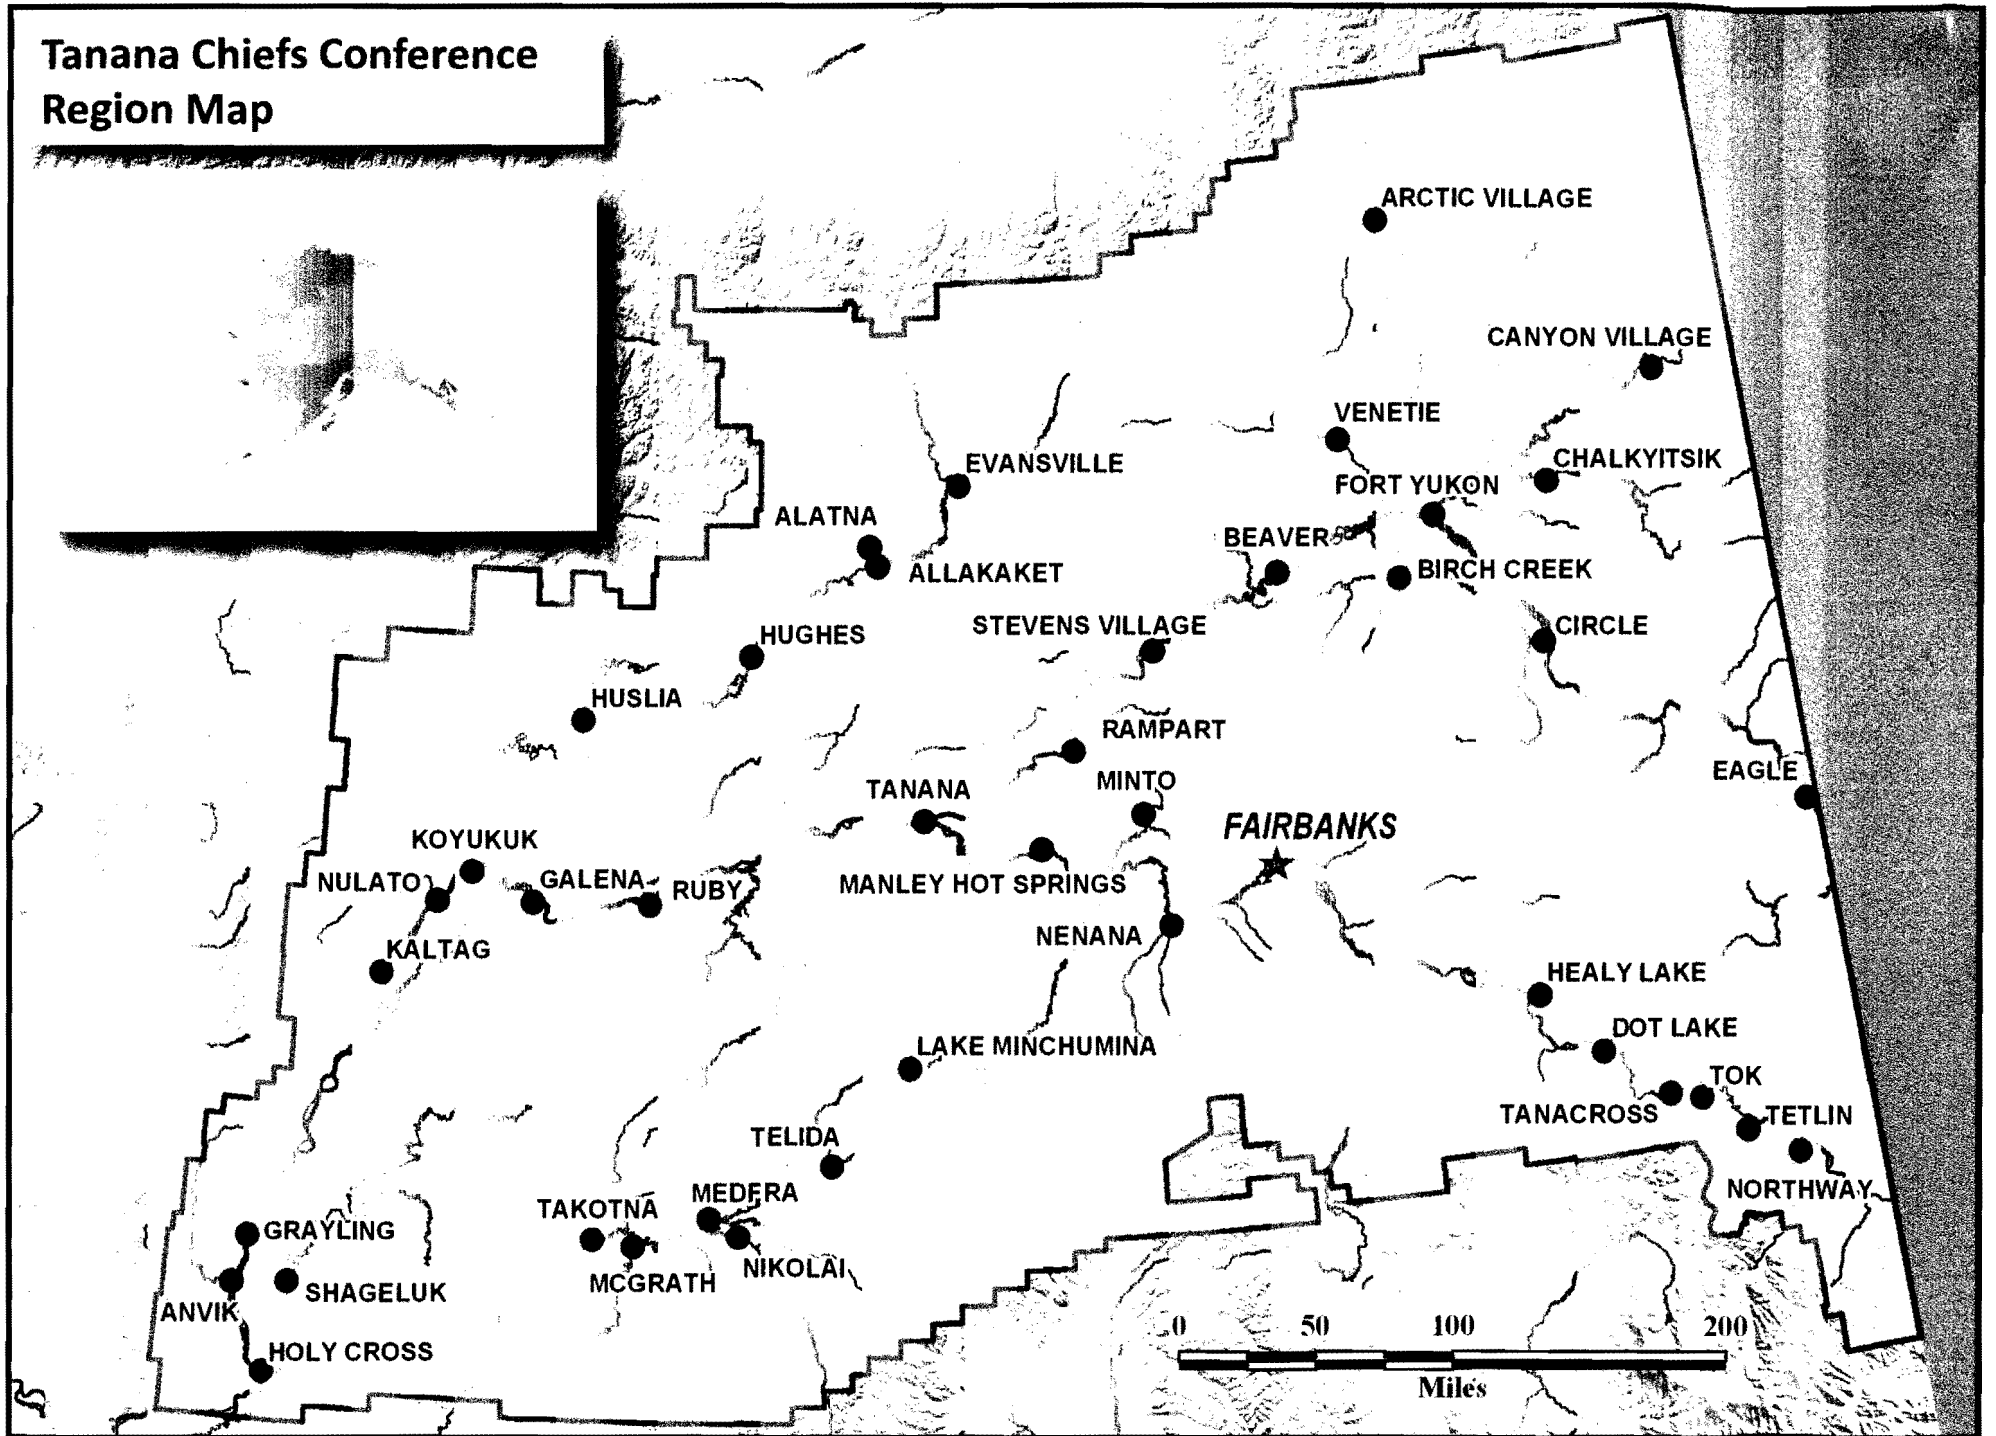 Tanana Chiefs Conference
Region Map
ARCTIC VILLAGE
CANYON VILLAGE
VENETIE
EVANSVILLE
CHALKYITSIK
FORT YUKON
ALATNA
BEAVER
ALLAKAKET
BIRCH CREEK
STEVENS VILLAGE
CIRCLE
HUGHES
HUSLIA
RAMPART
EAGLE
MINTO
TANANA
FAIRBANKS
KOYUKUK
GALENA
NULATO
RUBY
MANLEY HOT SPRINGS
NENANA
KALTAG
HEALY LAKE
DOT LAKE
LAKE MINCHUMINA
TOK
TANACROSS
TETLIN
TELIDA
NORTHWAY
MEDFRA
TAKOTNA
GRAYLING
NIKOLAI
MCGRATH
SHAGELUK
ANVIK
HOLY CROSS
0 50 100 200
Miles